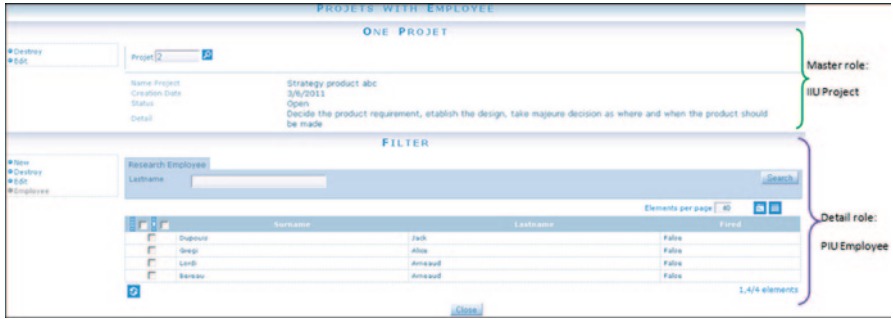 PROJETS WITH EMPLOYEE
ONE PROJET
Destroy
Edit
Projet 2
Name Project Strategy product abc
Creation Date 3/6/2011
Status Open
Detail Decide the product requirement, etablish the design, take majeure decision as where and when the product should
be made
Master role:
IIU Project
FILTER
New
Destroy
Edit
Employee
Research Employee
Lastname
Search
Elements per page 40
Surname Lastname Fired
Dupouis Jack False
Gregi Alice False
Lordi Arneaud False
Bareau Arneaud False
1,4/4 elements
Close
Detail role:
PIU Employee